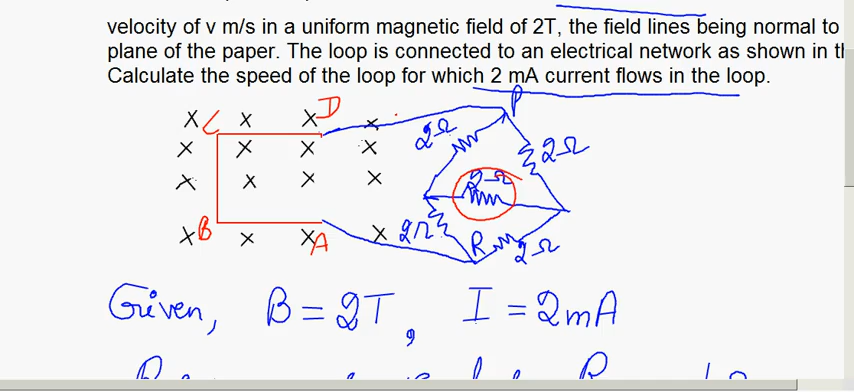 velocity of v m/s in a uniform magnetic field of 2T, the field lines being normal to
plane of the paper. The loop is connected to an electrical network as shown in th
Calculate the speed of the loop for which 2 mA current flows in the loop.
X C X X D X P
2Ω
X X X X 2Ω
2Ω
X X X X
X B X X A X 2Ω R 2Ω
Given, B = 2T, I = 2mA